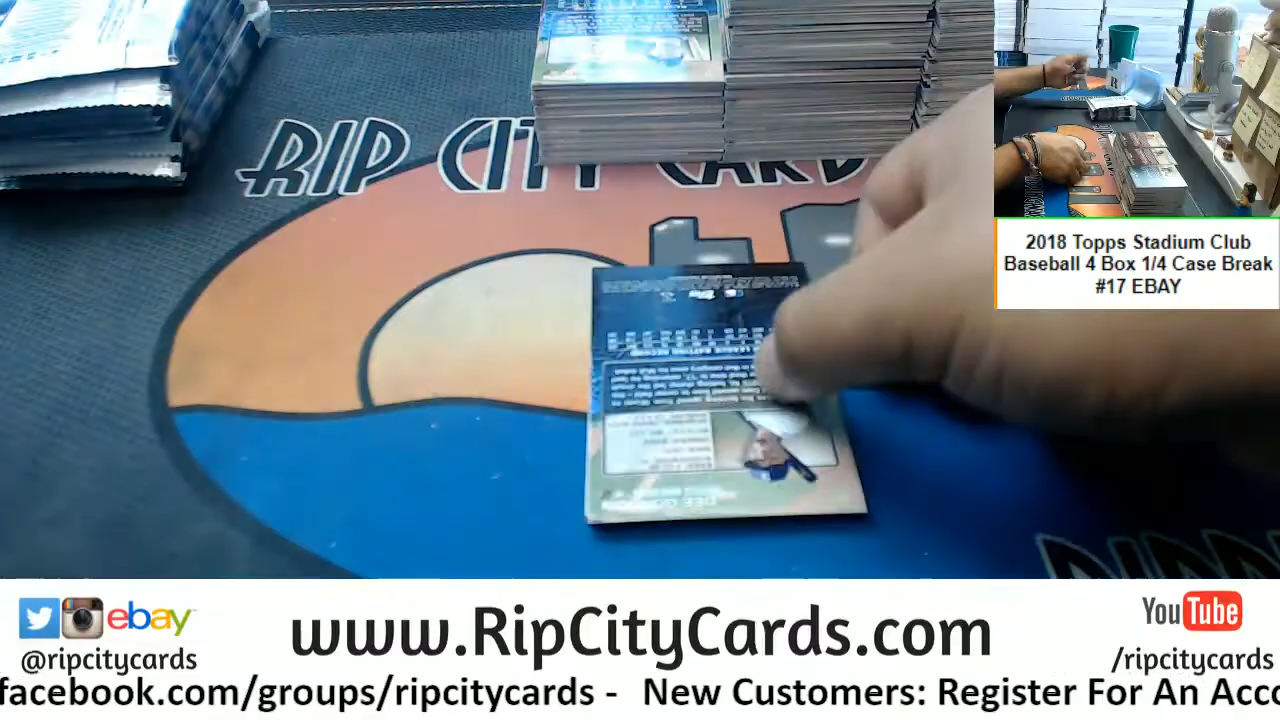 RIP CITY CARD
2018 Topps Stadium Club
Baseball 4 Box 1/4 Case Break
#17 EBAY
ebay
www.RipCityCards.com
YouTube
@ripcitycards
/ripcitycards
facebook.com/groups/ripcitycards - New Customers: Register For An Acco